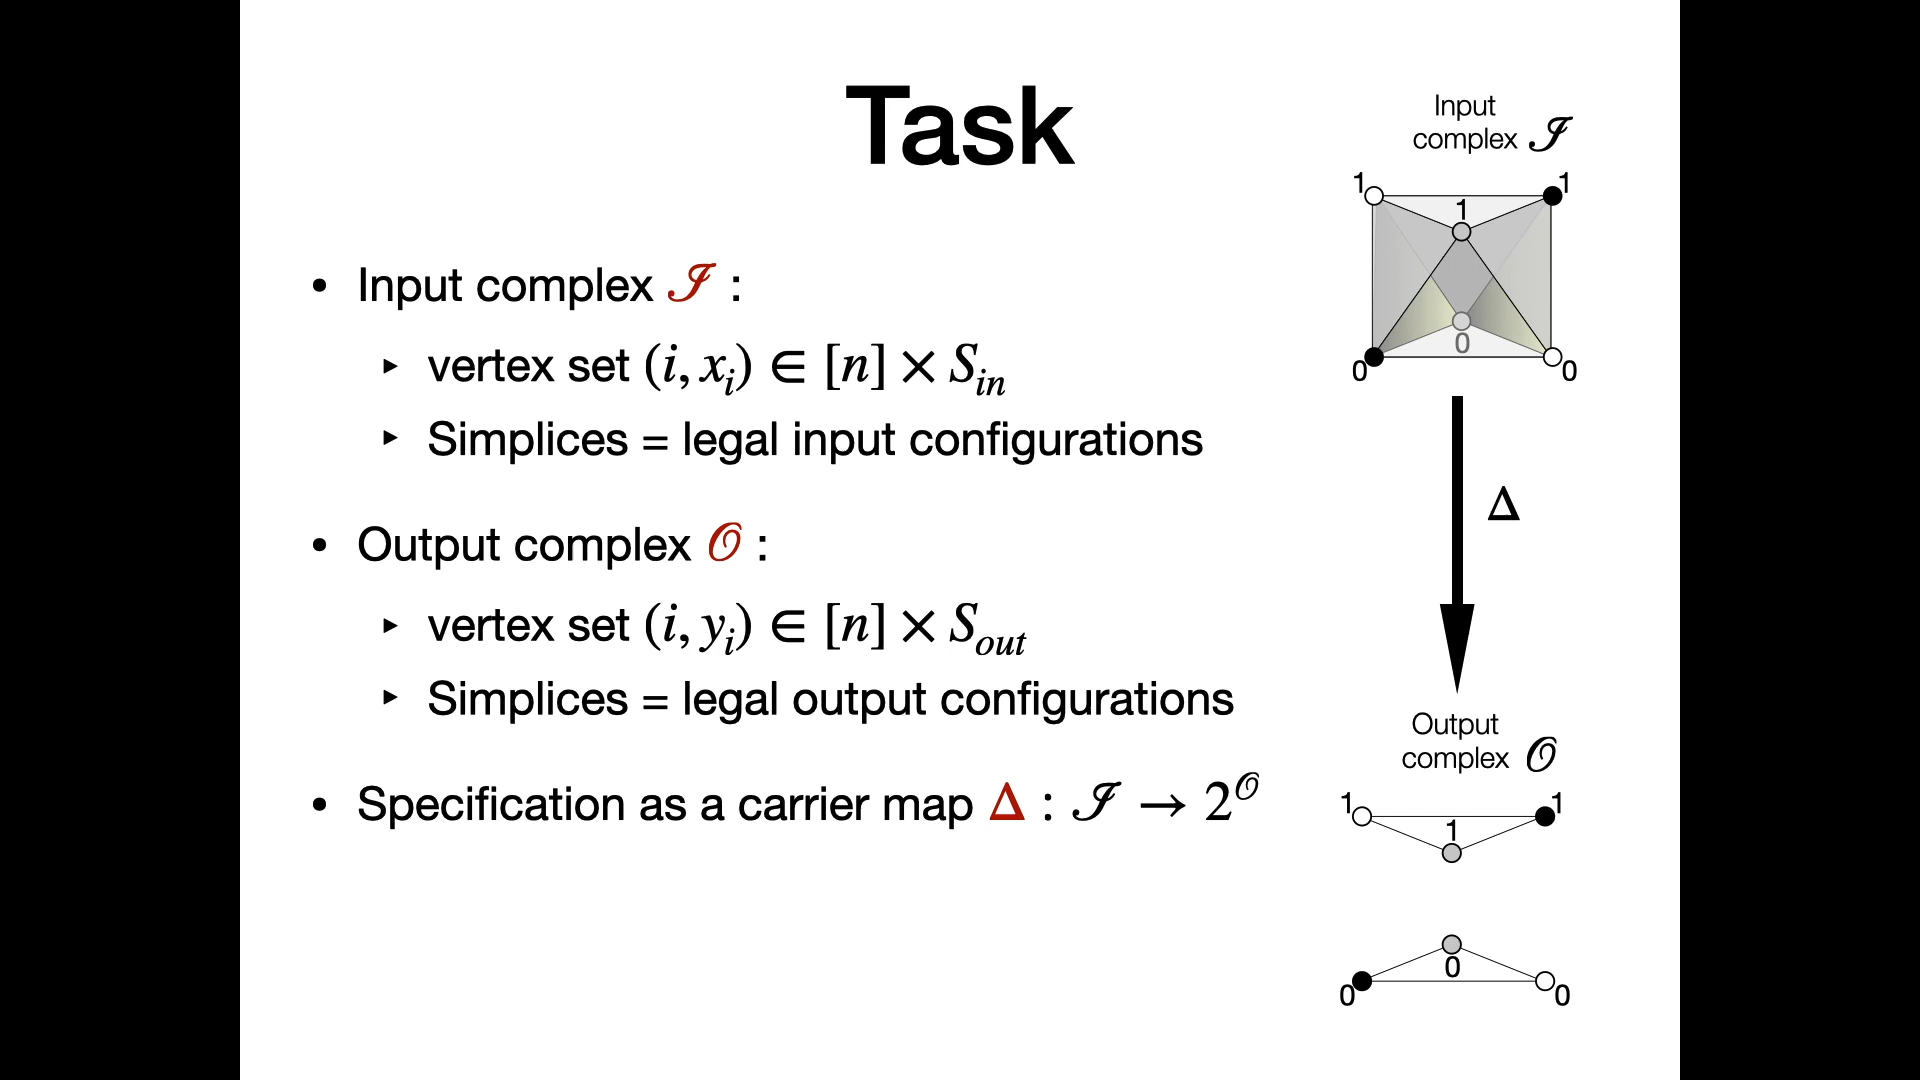 Task
• Input complex ℐ :
‣ vertex set (i, xᵢ) ∈ [n] × S_in
‣ Simplices = legal input configurations
• Output complex 𝒪 :
‣ vertex set (i, yᵢ) ∈ [n] × S_out
‣ Simplices = legal output configurations
• Specification as a carrier map Δ : ℐ → 2^𝒪
Input
complex ℐ
1 1
1
0
0 0
Δ
Output
complex 𝒪
1 1
1
0
0 0